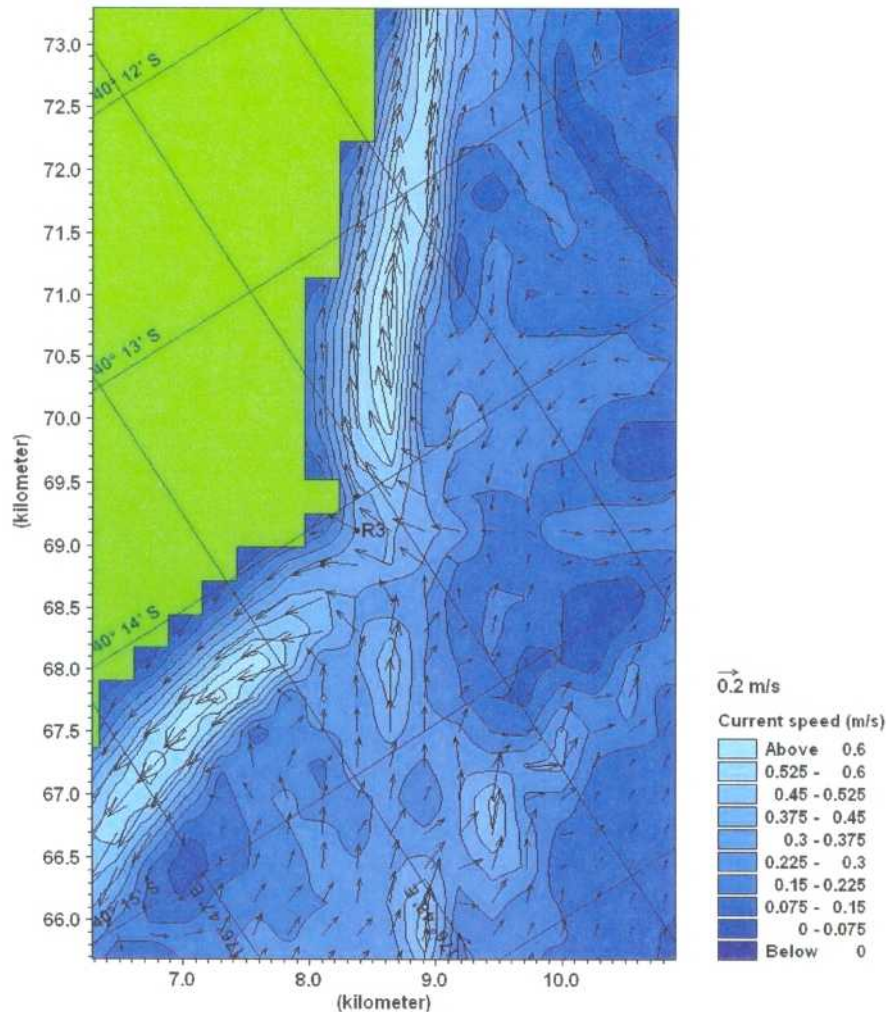 73.0
72.5
72.0
71.5
71.0
70.5
70.0
69.5
69.0
68.5
68.0
67.5
67.0
66.5
66.0
(kilometer)
40° 12' S
40° 13' S
40° 14' S
40° 15' S
R3
7.0 8.0 9.0 10.0
(kilometer)
0.2 m/s
Current speed (m/s)
Above 0.6
0.525 - 0.6
0.45 - 0.525
0.375 - 0.45
0.3 - 0.375
0.225 - 0.3
0.15 - 0.225
0.075 - 0.15
0 - 0.075
Below 0